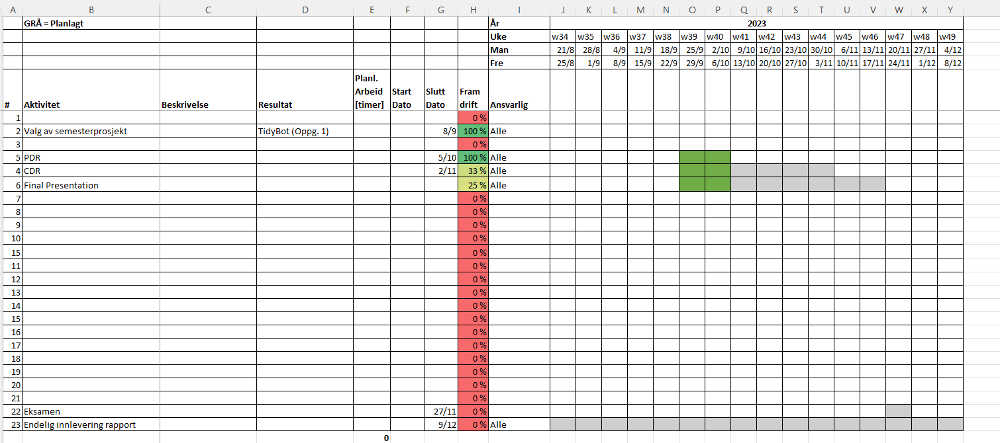 A B C D E F G H I J K L M N O P Q R S T U V W X Y
GRÅ = Planlagt År 2023
Uke w34 w35 w36 w37 w38 w39 w40 w41 w42 w43 w44 w45 w46 w47 w48 w49
Man 21/8 28/8 4/9 11/9 18/9 25/9 2/10 9/10 16/10 23/10 30/10 6/11 13/11 20/11 27/11 4/12
Fre 25/8 1/9 8/9 15/9 22/9 29/9 6/10 13/10 20/10 27/10 3/11 10/11 17/11 24/11 1/12 8/12
Planl.
Arbeid Start Slutt Fram
# Aktivitet Beskrivelse Resultat [timer] Dato Dato drift Ansvarlig
1 0 %
2 Valg av semesterprosjekt TidyBot (Oppg. 1) 8/9 100 % Alle
3 0 %
5 PDR 5/10 100 % Alle
4 CDR 2/11 33 % Alle
6 Final Presentation 25 % Alle
7 0 %
8 0 %
9 0 %
10 0 %
15 0 %
11 0 %
12 0 %
13 0 %
14 0 %
15 0 %
16 0 %
17 0 %
18 0 %
19 0 %
20 0 %
21 0 %
22 Eksamen 27/11 0 %
23 Endelig innlevering rapport 9/12 0 % Alle
0